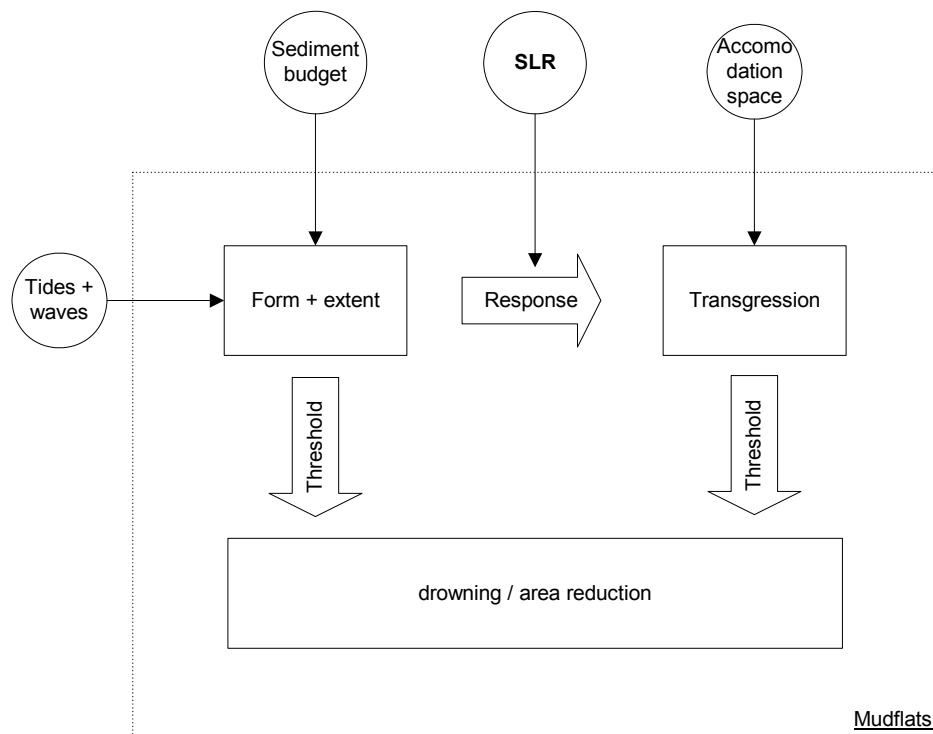 Sediment
budget
SLR
Accomo
dation
space
Tides +
waves
Form + extent
Response
Transgression
Threshold
Threshold
drowning / area reduction
Mudflats